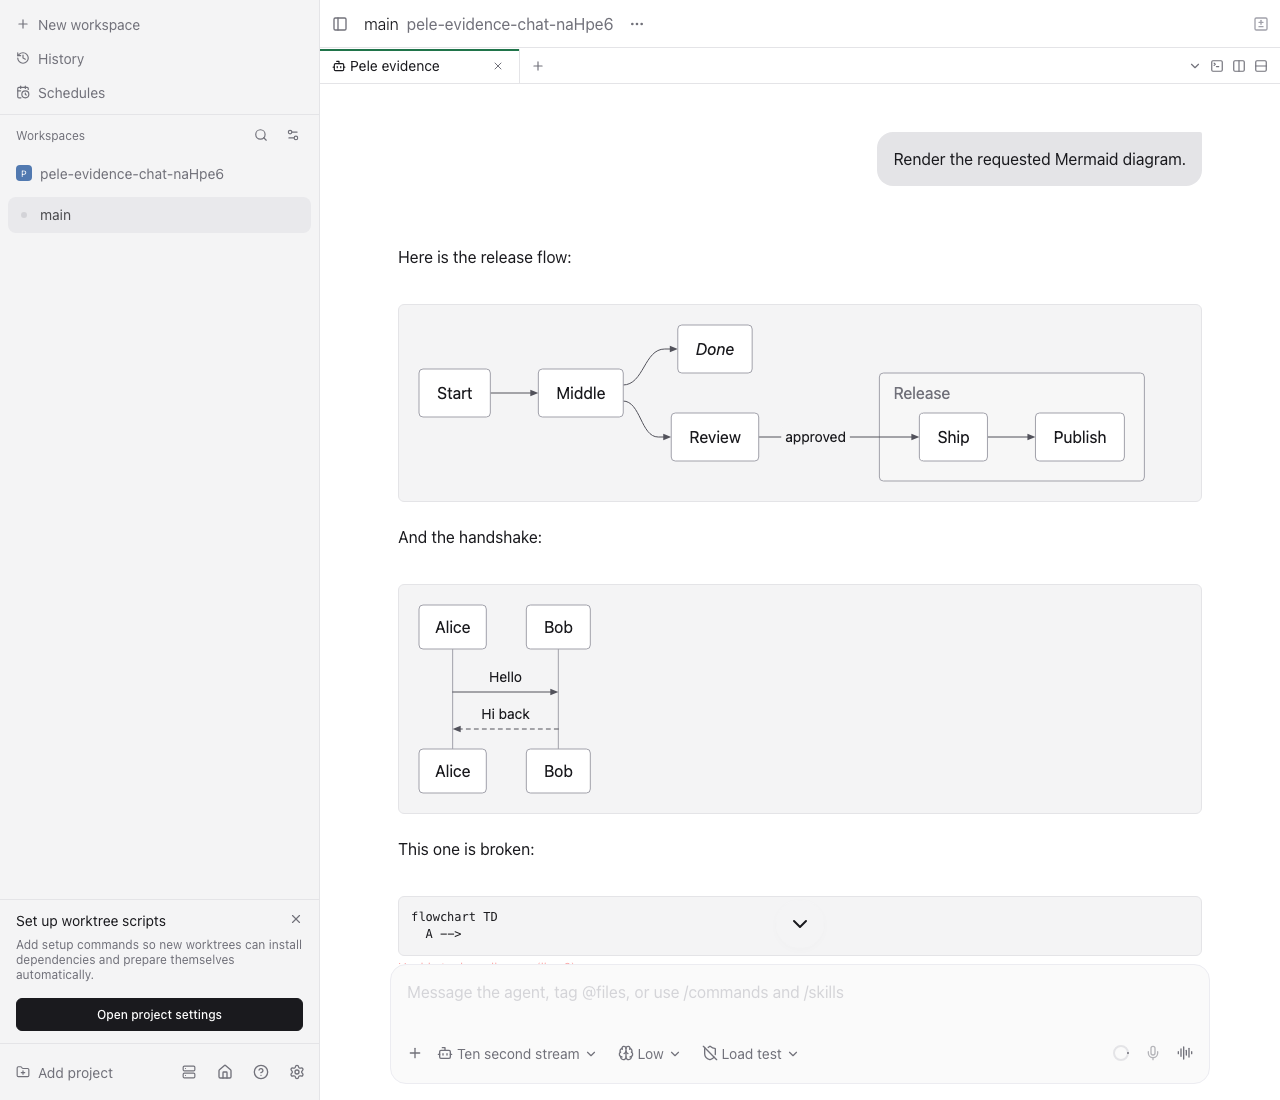 New workspace
History
Schedules
Workspaces
P pele-evidence-chat-naHpe6
main
Set up worktree scripts
Add setup commands so new worktrees can install
dependencies and prepare themselves
automatically.
Open project settings
Add project
main pele-evidence-chat-naHpe6
Pele evidence
Render the requested Mermaid diagram.
Here is the release flow:
Done
Start
Middle
Release
Review
approved
Ship
Publish
And the handshake:
Alice
Bob
Hello
Hi back
Alice
Bob
This one is broken:
flowchart TD
A -->
Message the agent, tag @files, or use /commands and /skills
Ten second stream
Low
Load test